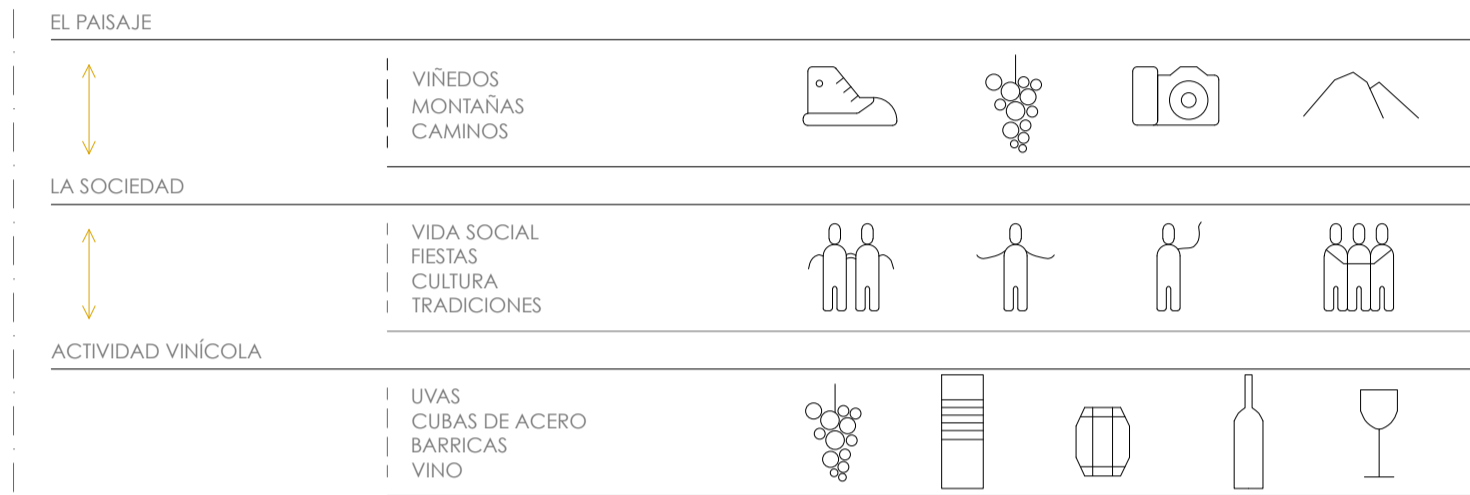 EL PAISAJE
VIÑEDOS
MONTAÑAS
CAMINOS
LA SOCIEDAD
VIDA SOCIAL
FIESTAS
CULTURA
TRADICIONES
ACTIVIDAD VINÍCOLA
UVAS
CUBAS DE ACERO
BARRICAS
VINO